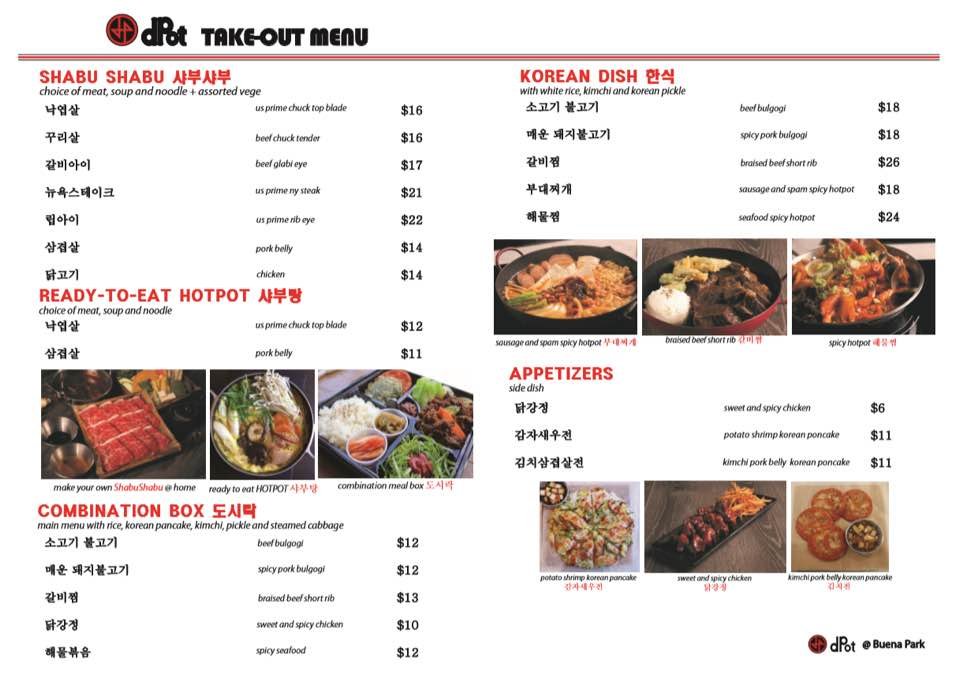 dPot TAKE-OUT MENU
SHABU SHABU 샤부샤부
choice of meat, soup and noodle + assorted vege
낙엽살 us prime chuck top blade $16
꾸리살 beef chuck tender $16
갈비아이 beef glabi eye $17
뉴욕스테이크 us prime ny steak $21
립아이 us prime rib eye $22
삼겹살 pork belly $14
닭고기 chicken $14
READY-TO-EAT HOTPOT 샤부탕
choice of meat, soup and noodle
낙엽살 us prime chuck top blade $12
삼겹살 pork belly $11
make your own ShabuShabu @ home
ready to eat HOTPOT 샤부탕
combination meal box 도시락
COMBINATION BOX 도시락
main menu with rice, korean pancake, kimchi, pickle and steamed cabbage
소고기 불고기 beef bulgogi $12
매운 돼지불고기 spicy pork bulgogi $12
갈비찜 braised beef short rib $13
닭강정 sweet and spicy chicken $10
해물볶음 spicy seafood $12
KOREAN DISH 한식
with white rice, kimchi and korean pickle
소고기 불고기 beef bulgogi $18
매운 돼지불고기 spicy pork bulgogi $18
갈비찜 braised beef short rib $26
부대찌개 sausage and spam spicy hotpot $18
해물찜 seafood spicy hotpot $24
sausage and spam spicy hotpot 부대찌개
braised beef short rib 갈비찜
spicy hotpot 해물찜
APPETIZERS
side dish
닭강정 sweet and spicy chicken $6
감자새우전 potato shrimp korean poncake $11
김치삼겹살전 kimchi pork belly korean poncake $11
potato shrimp korean pancake
감자새우전
sweet and spicy chicken
닭강정
kimchi pork belly korean pancake
김치전
dPot @ Buena Park